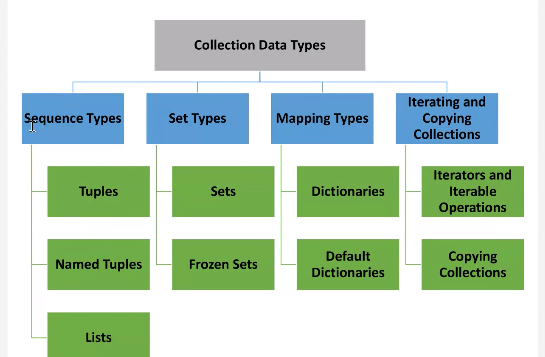 Collection Data Types
Sequence Types
Set Types
Mapping Types
Iterating and
Copying
Collections
Tuples
Sets
Dictionaries
Iterators and
Iterable
Operations
Named Tuples
Frozen Sets
Default
Dictionaries
Copying
Collections
Lists